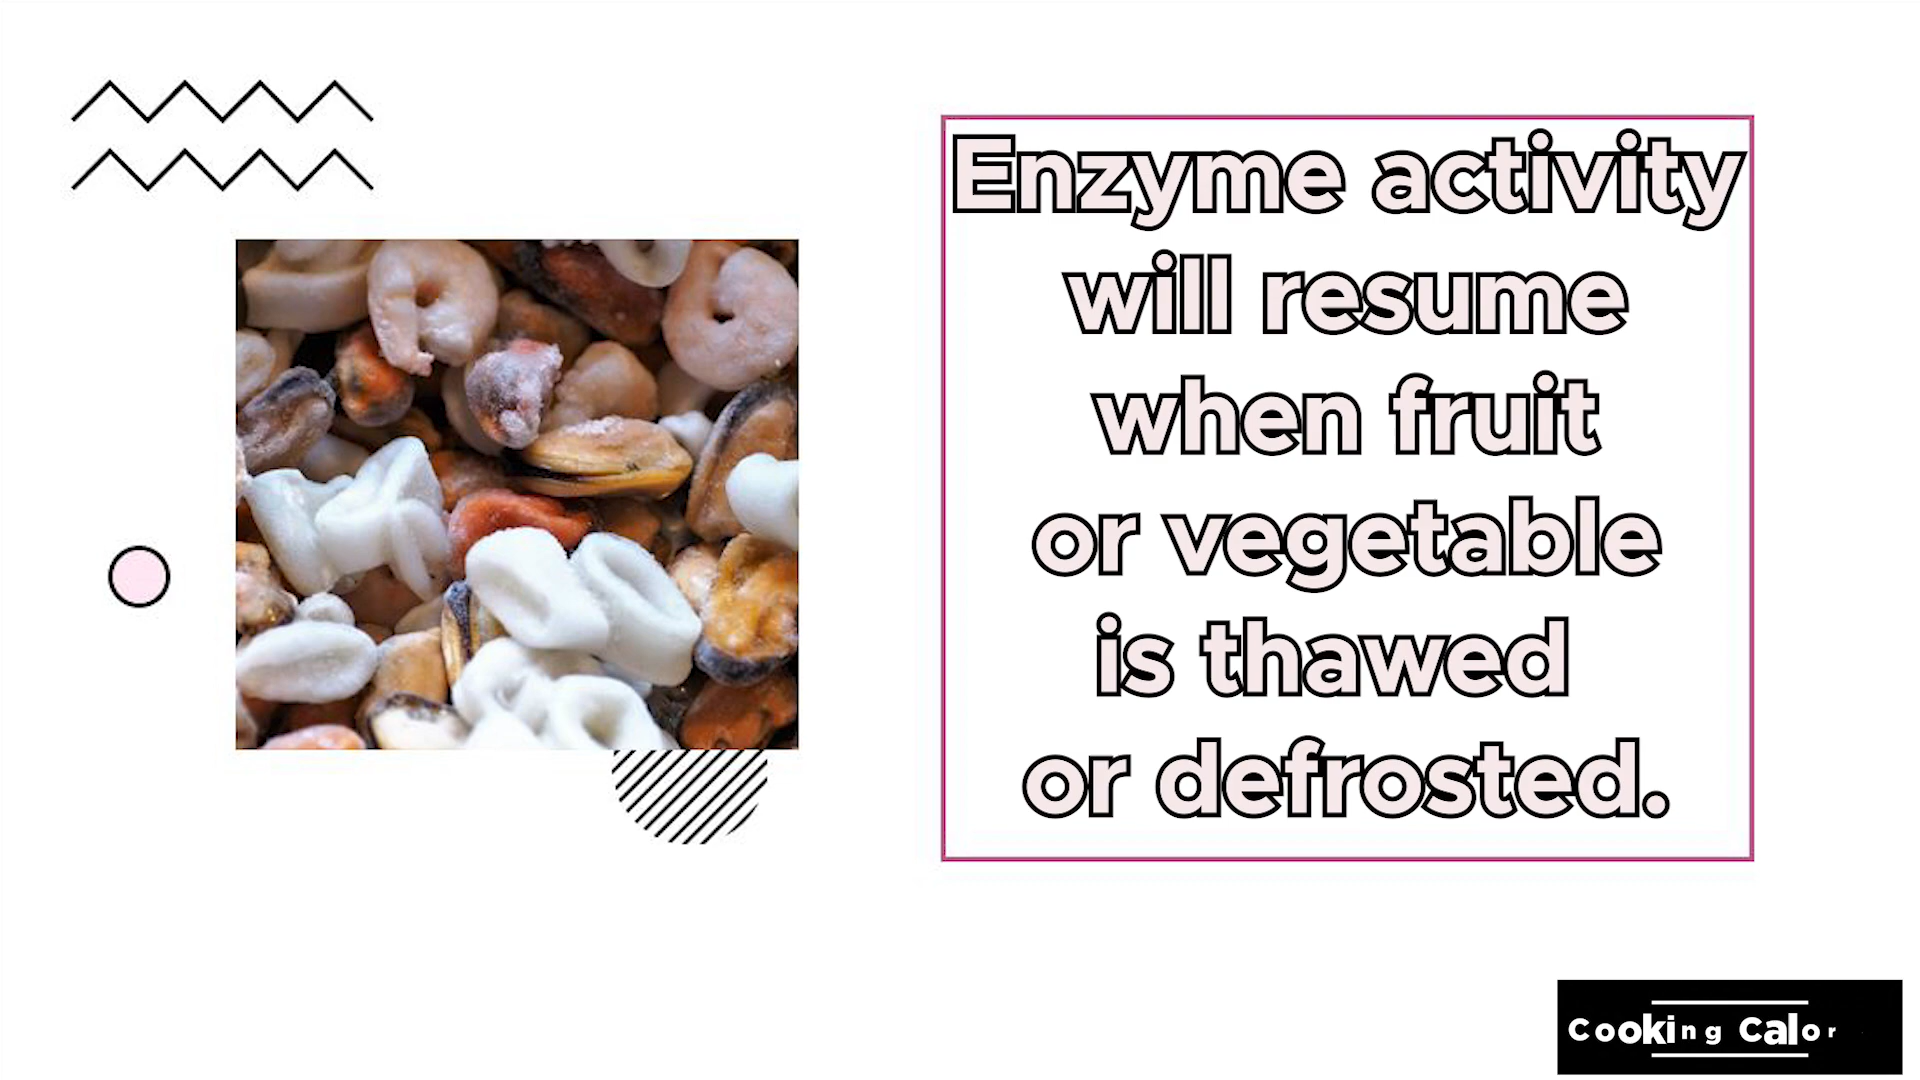 Enzyme activity
will resume
when fruit
or vegetable
is thawed
or defrosted.
Cooking Calor